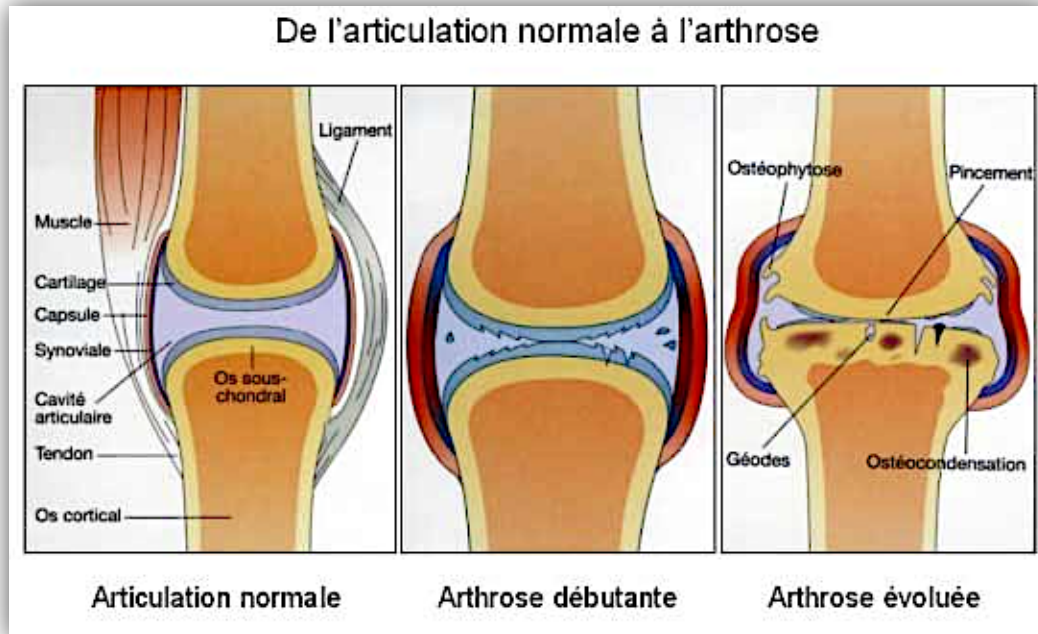 De l'articulation normale à l'arthrose
Ligament
Muscle
Cartilage
Capsule
Synoviale
Os sous-
chondral
Cavité
articulaire
Tendon
Os cortical
Ostéophytose
Pincement
Géodes
Ostéocondensation
Articulation normale
Arthrose débutante
Arthrose évoluée